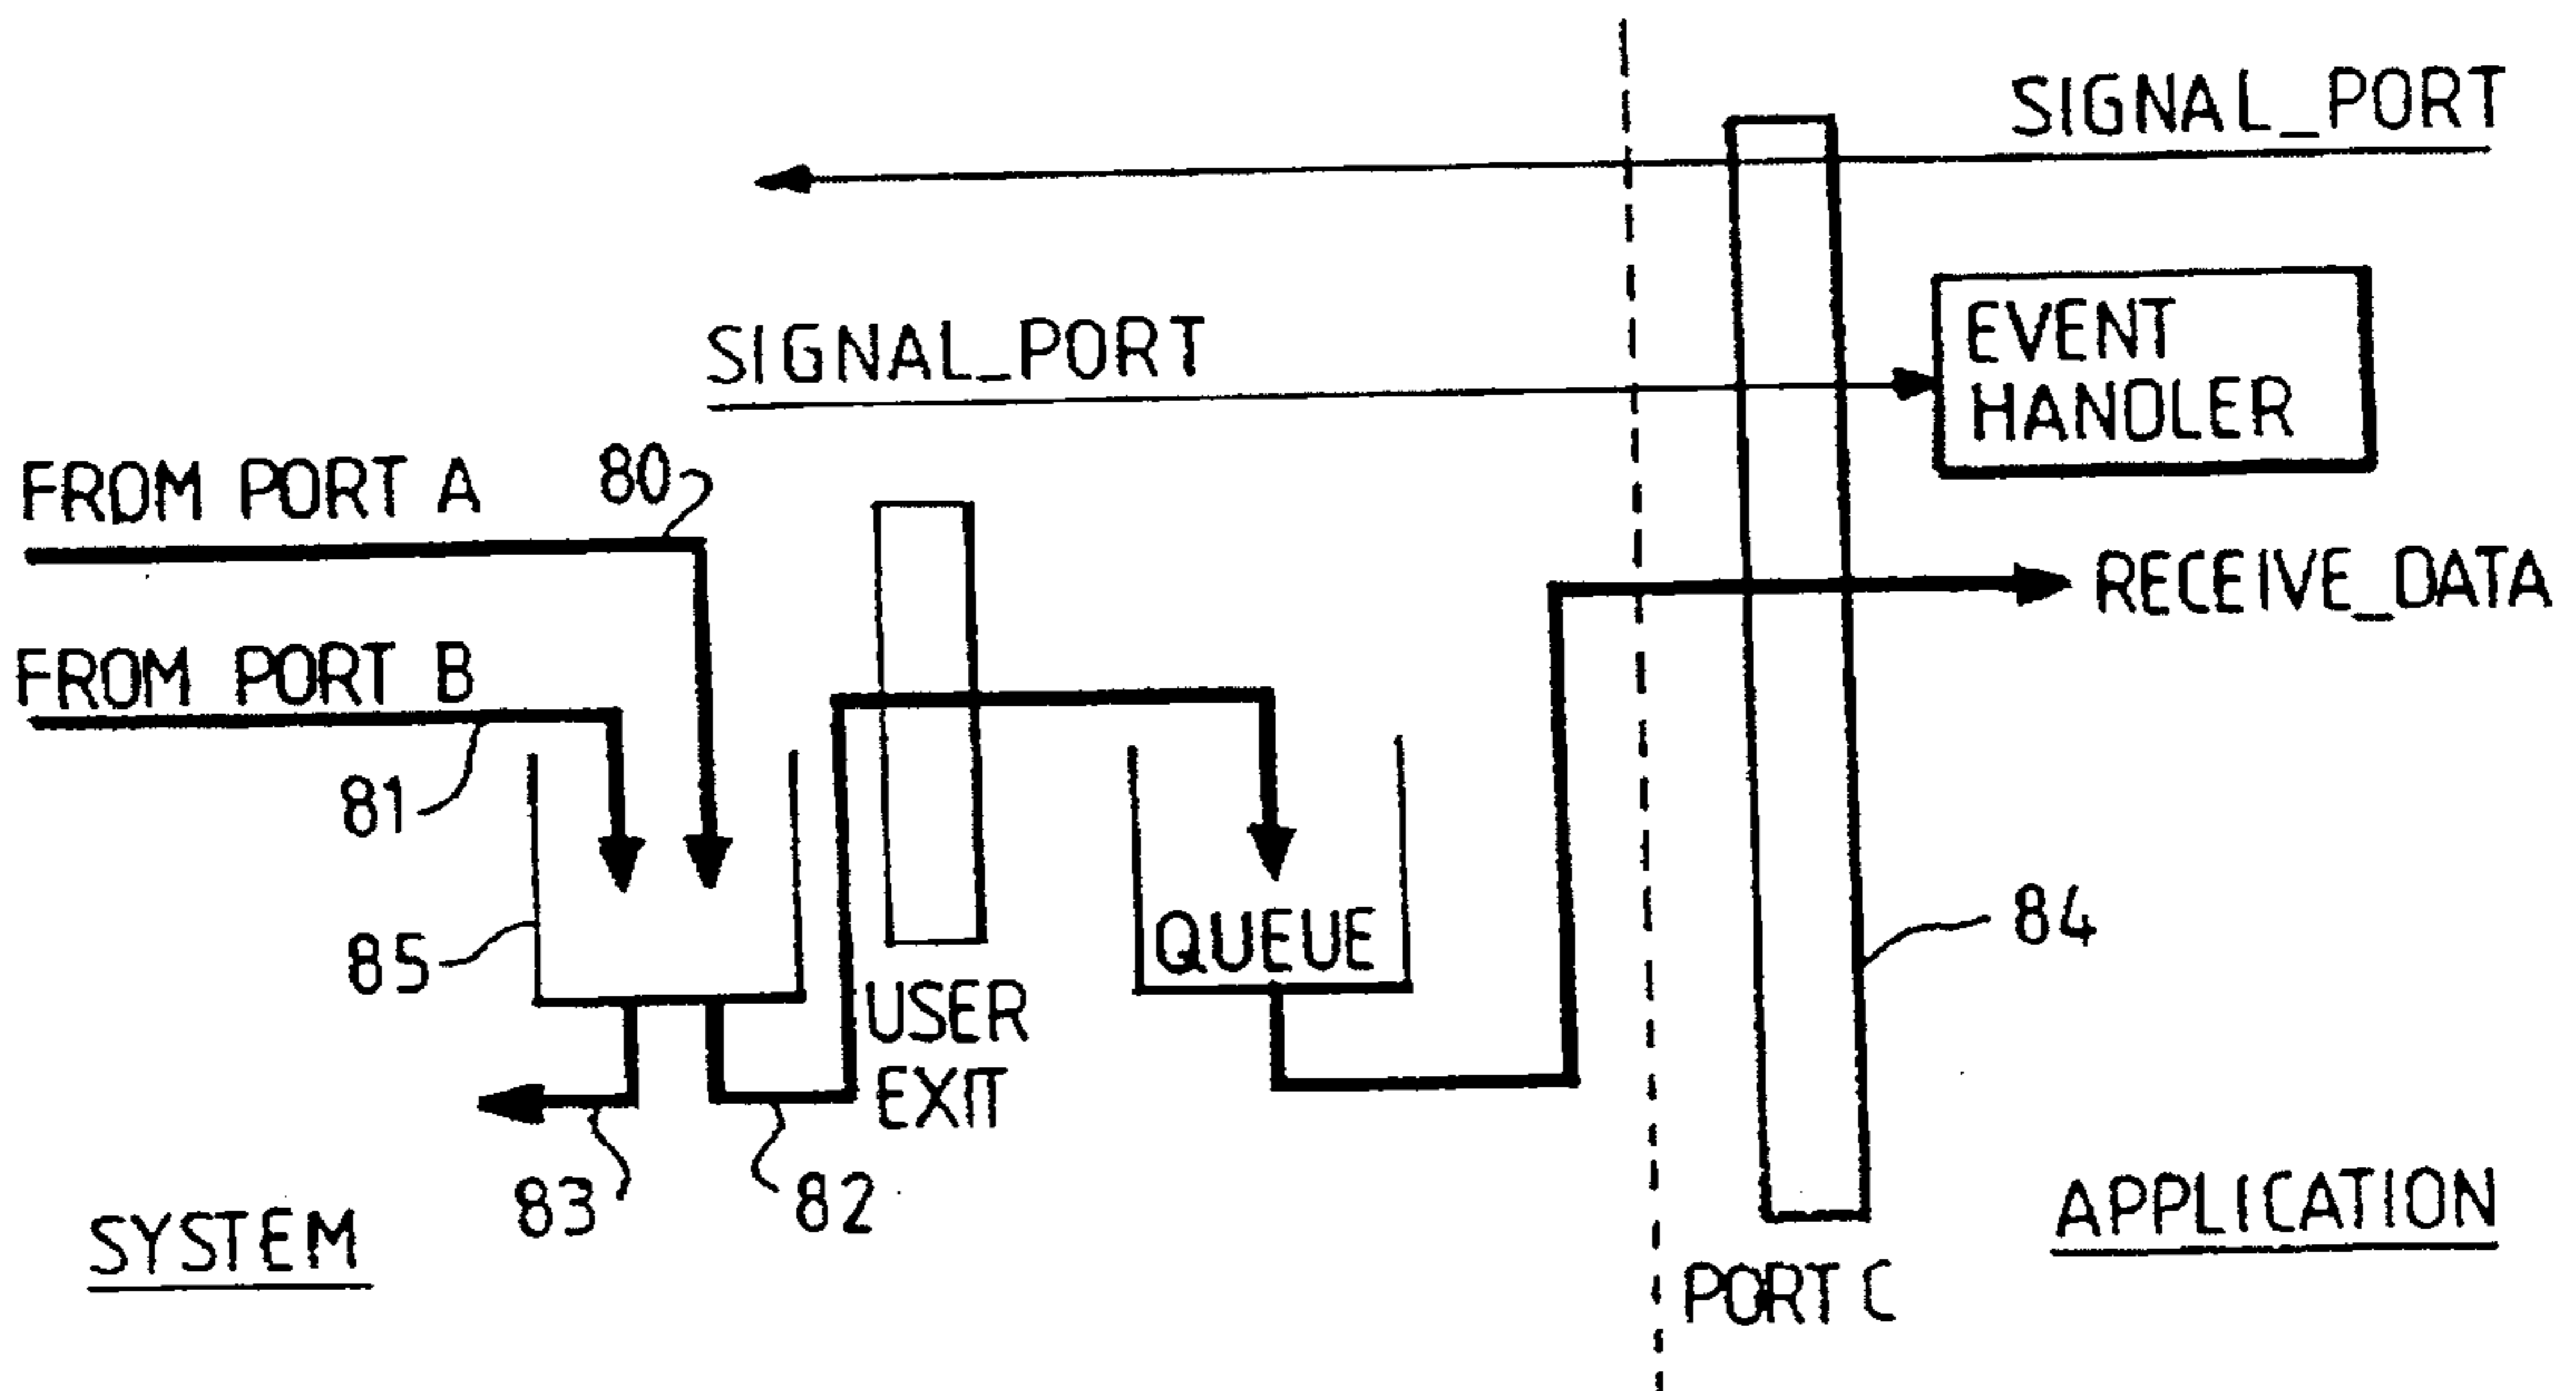 SIGNAL_PORT
SIGNAL_PORT
EVENT
HANDLER
FROM PORT A
80
RECEIVE_DATA
FROM PORT B
81
85
QUEUE
84
USER
EXIT
83
82
SYSTEM
APPLICATION
PORT C